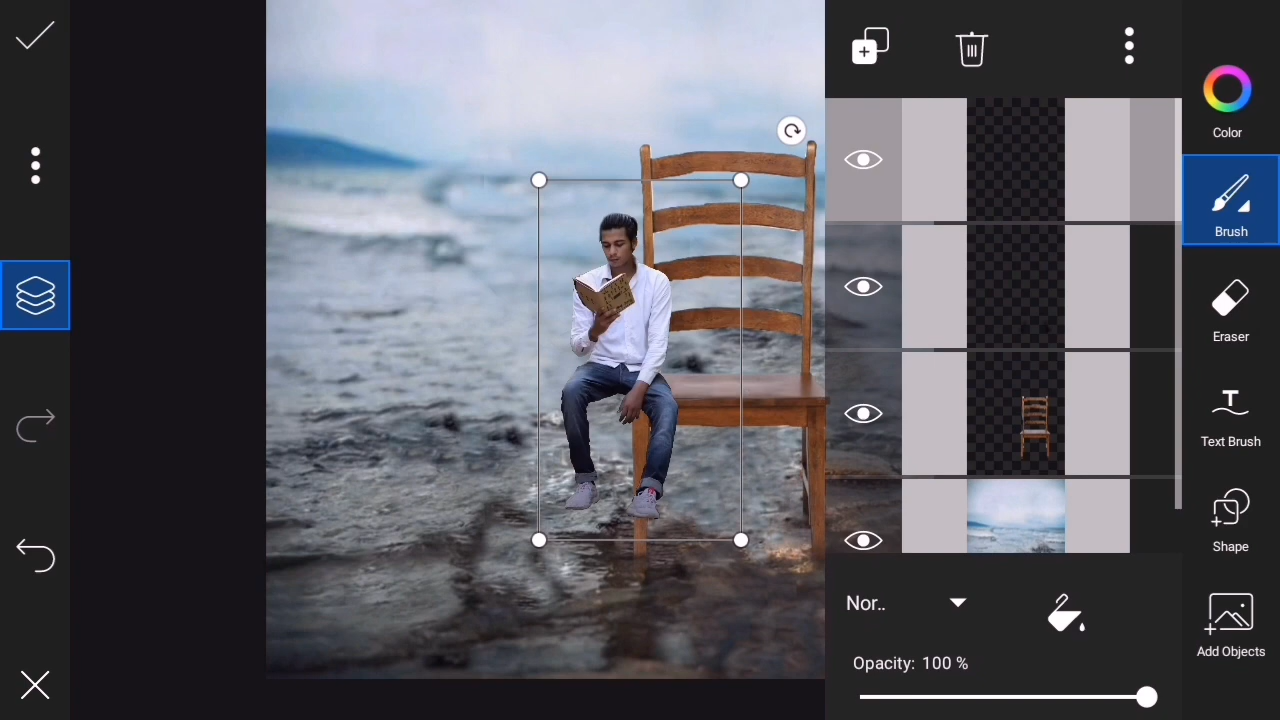 Color
Brush
Eraser
Text Brush
Shape
Add Objects
Nor..
Opacity: 100 %